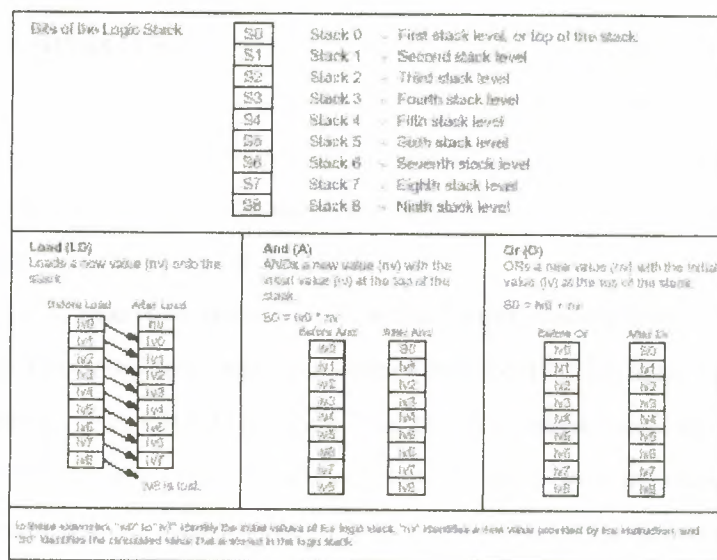 Bits of the Logic Stack
S0 Stack 0 - First stack level, or top of the stack
S1 Stack 1 - Second stack level
S2 Stack 2 - Third stack level
S3 Stack 3 - Fourth stack level
S4 Stack 4 - Fifth stack level
S5 Stack 5 - Sixth stack level
S6 Stack 6 - Seventh stack level
S7 Stack 7 - Eighth stack level
S8 Stack 8 - Ninth stack level
Load (LD)
Loads a new value (nv) onto the
stack.
Before Load After Load
iv0 nv
iv1 iv0
iv2 iv1
iv3 iv2
iv4 iv3
iv5 iv4
iv6 iv5
iv7 iv6
iv8 iv7
iv8 is lost.
And (A)
ANDs a new value (nv) with the
initial value (iv) at the top of the
stack.
S0 = iv0 * nv
Before And After And
iv0 S0
iv1 iv1
iv2 iv2
iv3 iv3
iv4 iv4
iv5 iv5
iv6 iv6
iv7 iv7
iv8 iv8
Or (O)
ORs a new value (nv) with the initial
value (iv) at the top of the stack.
S0 = iv0 + nv
Before Or After Or
iv0 S0
iv1 iv1
iv2 iv2
iv3 iv3
iv4 iv4
iv5 iv5
iv6 iv6
iv7 iv7
iv8 iv8
In these examples, "iv0" to "iv7" identify the initial values of the logic stack, "nv" identifies a new value provided by the instruction, and
"S0" identifies the calculated value that is stored in the logic stack.